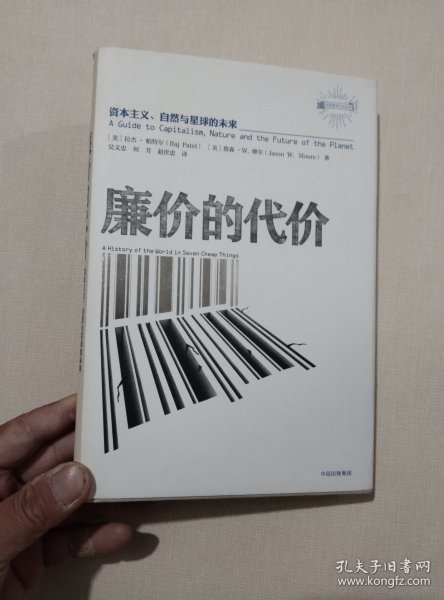 资本主义、自然与星球的未来
A Guide to Capitalism, Nature and the Future of the Planet
〔美〕拉杰·帕特尔（Raj Patel） 〔美〕詹森·W. 摩尔（Jason W. Moore） 著
吴文忠 何芳 赵世忠 译
廉价的代价
A History of the World in Seven Cheap Things
中信出版集团
孔夫子旧书网
www.kongfz.com